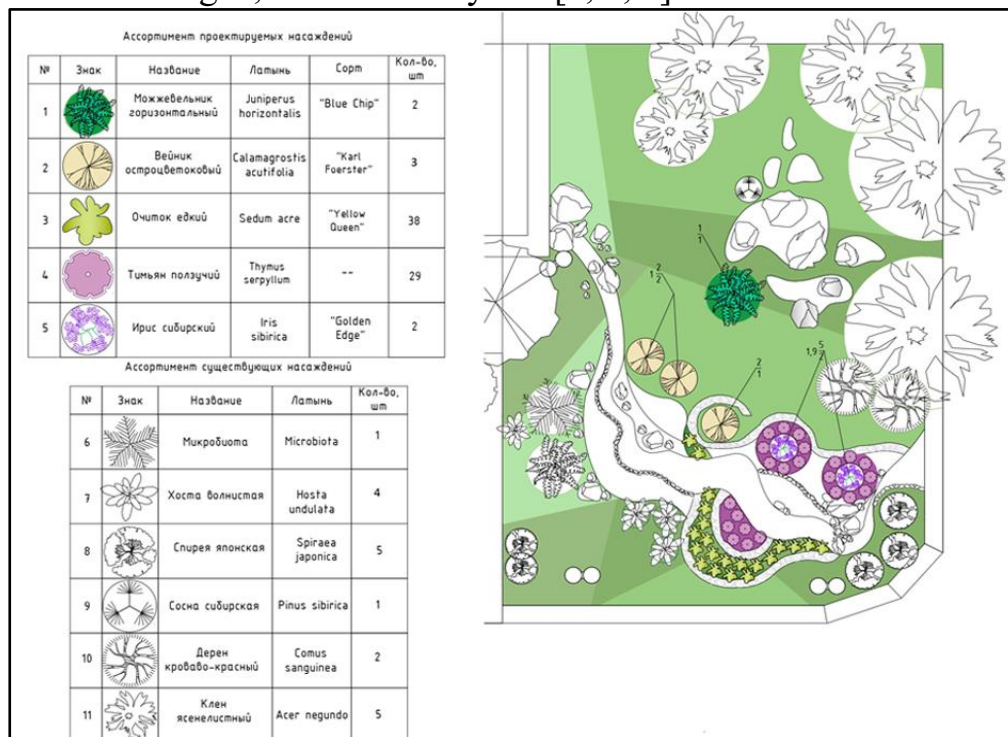 Ассортимент проектируемых насаждений
№ Знак Название Латынь Сорт Кол-во, шт
1 Можжевельник горизонтальный Juniperus horizontalis "Blue Chip" 2
2 Вейник остроцветоковый Calamagrostis acutifolia "Karl Foerster" 3
3 Очиток едкий Sedum acre "Yellow Queen" 38
4 Тимьян ползучий Thymus serpyllum -- 29
5 Ирис сибирский Iris sibirica "Golden Edge" 2
Ассортимент существующих насаждений
№ Знак Название Латынь Кол-во, шт
6 Микробиота Microbiota 1
7 Хоста волнистая Hosta undulata 4
8 Спирея японская Spiraea japonica 5
9 Сосна сибирская Pinus sibirica 1
10 Дерен кроваво-красный Cornus sanguinea 2
11 Клен ясенелистный Acer negundo 5
1
1
1 2
2
2
1
1,9 5